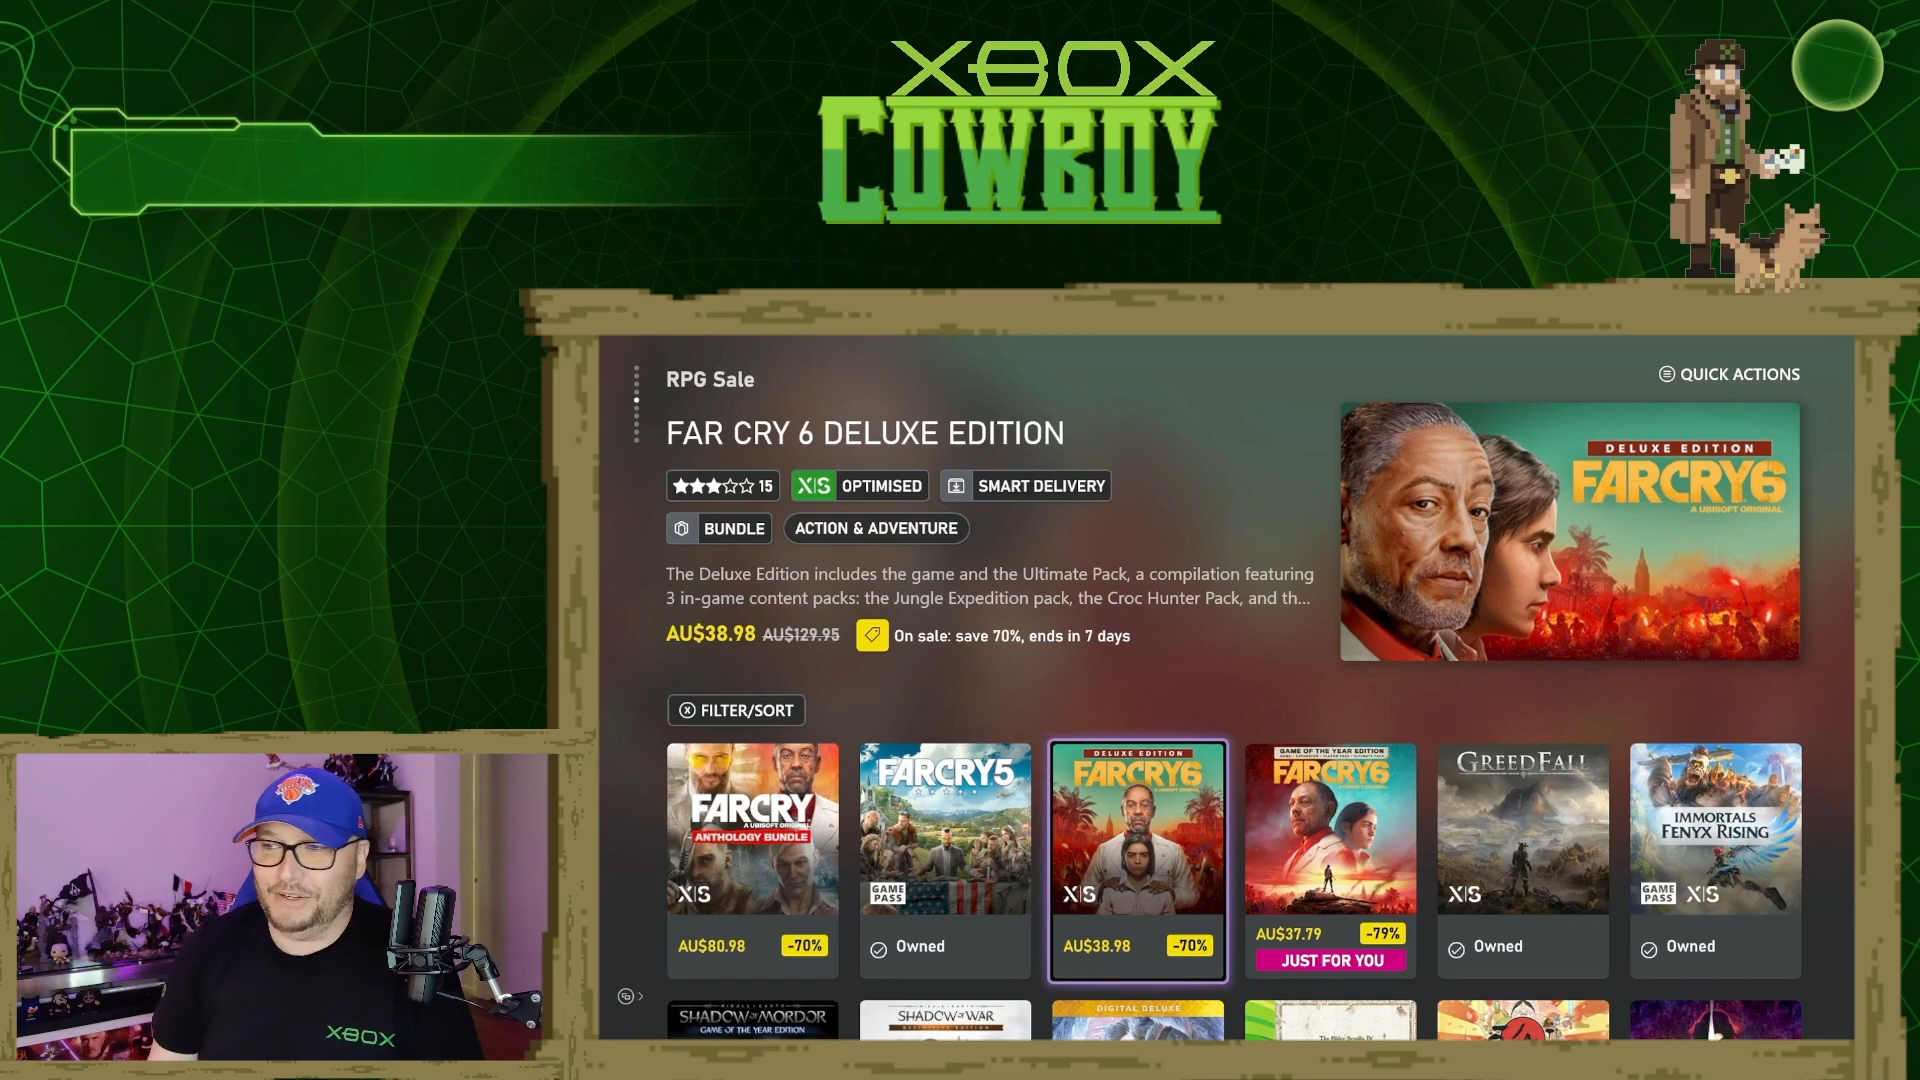 XBOX
COWBOY
RPG Sale
QUICK ACTIONS
FAR CRY 6 DELUXE EDITION
15
X|S OPTIMISED
SMART DELIVERY
BUNDLE
ACTION & ADVENTURE
The Deluxe Edition includes the game and the Ultimate Pack, a compilation featuring
3 in-game content packs: the Jungle Expedition pack, the Croc Hunter Pack, and th...
AU$38.98 AU$129.95 On sale: save 70%, ends in 7 days
DELUXE EDITION
FARCRY6
A UBISOFT ORIGINAL
X FILTER/SORT
FARCRY
A UBISOFT ORIGINAL
ANTHOLOGY BUNDLE
X|S
AU$80.98 -70%
FARCRY5
GAME PASS
Owned
DELUXE EDITION
FARCRY6
X|S
AU$38.98 -70%
GAME OF THE YEAR EDITION
FARCRY6
AU$37.79 -79%
JUST FOR YOU
GREEDFALL
X|S
Owned
IMMORTALS
FENYX RISING
GAME PASS X|S
Owned
SHADOW OF MORDOR
GAME OF THE YEAR EDITION
SHADOW OF WAR
DEFINITIVE EDITION
DIGITAL DELUXE
XBOX